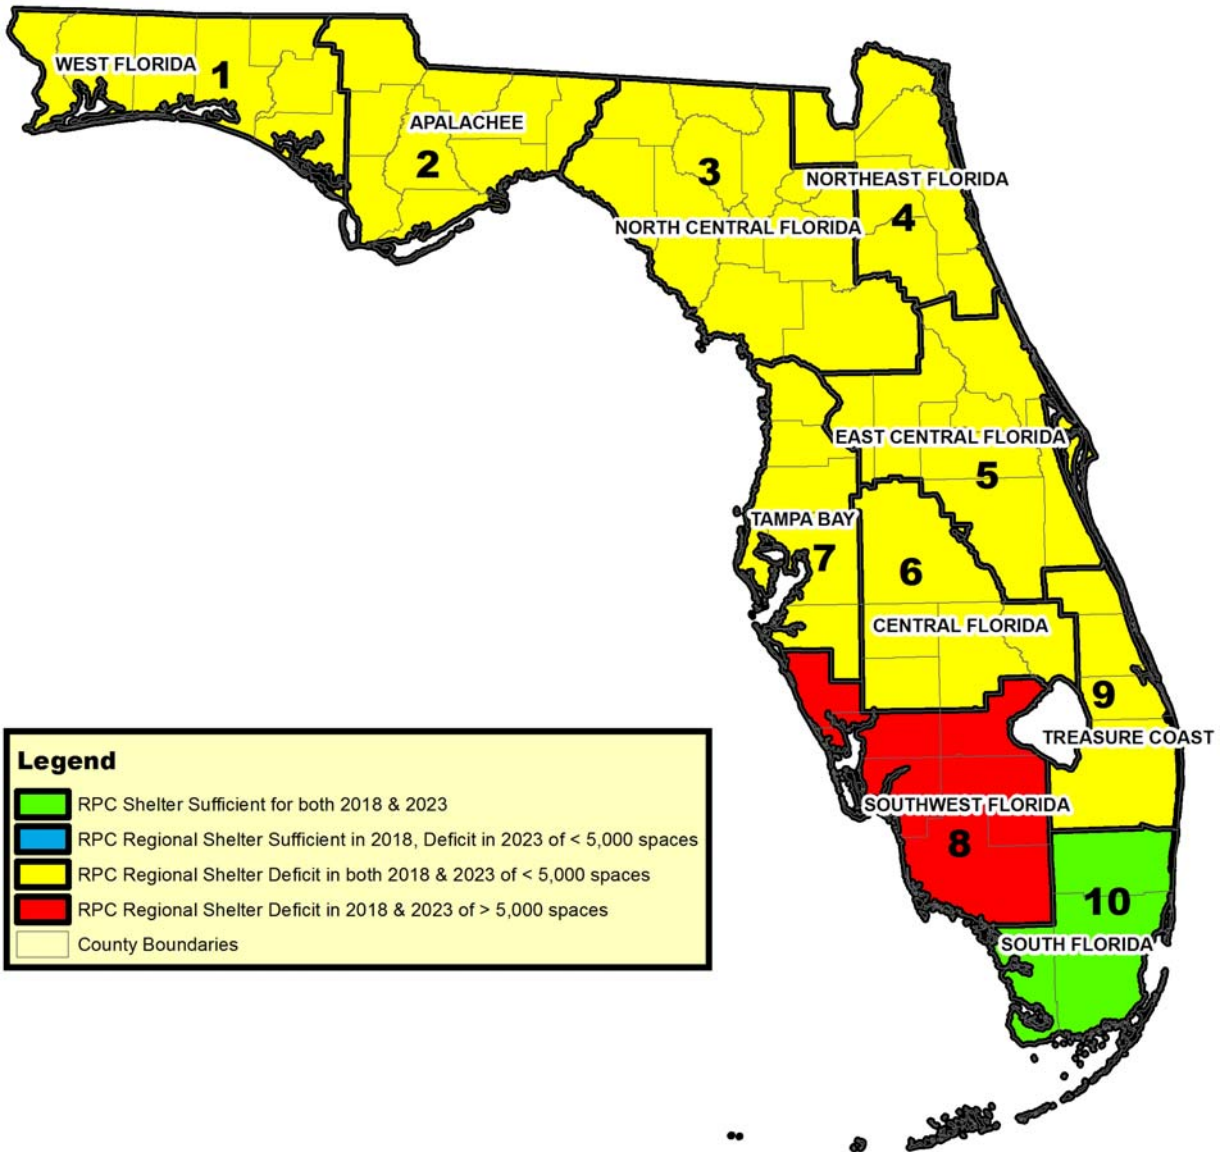 WEST FLORIDA
1
APALACHEE
2
3
NORTH CENTRAL FLORIDA
NORTHEAST FLORIDA
4
EAST CENTRAL FLORIDA
5
TAMPA BAY
7
6
CENTRAL FLORIDA
9
TREASURE COAST
SOUTHWEST FLORIDA
8
10
SOUTH FLORIDA
Legend
RPC Shelter Sufficient for both 2018 & 2023
RPC Regional Shelter Sufficient in 2018, Deficit in 2023 of < 5,000 spaces
RPC Regional Shelter Deficit in both 2018 & 2023 of < 5,000 spaces
RPC Regional Shelter Deficit in 2018 & 2023 of > 5,000 spaces
County Boundaries